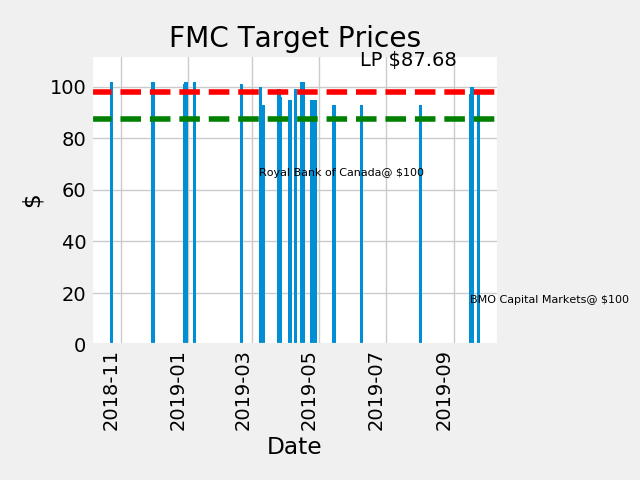 FMC Target Prices
LP $87.68
100
80
60
40
20
0
$
Royal Bank of Canada@ $100
BMO Capital Markets@ $100
2018-11
2019-01
2019-03
2019-05
2019-07
2019-09
Date